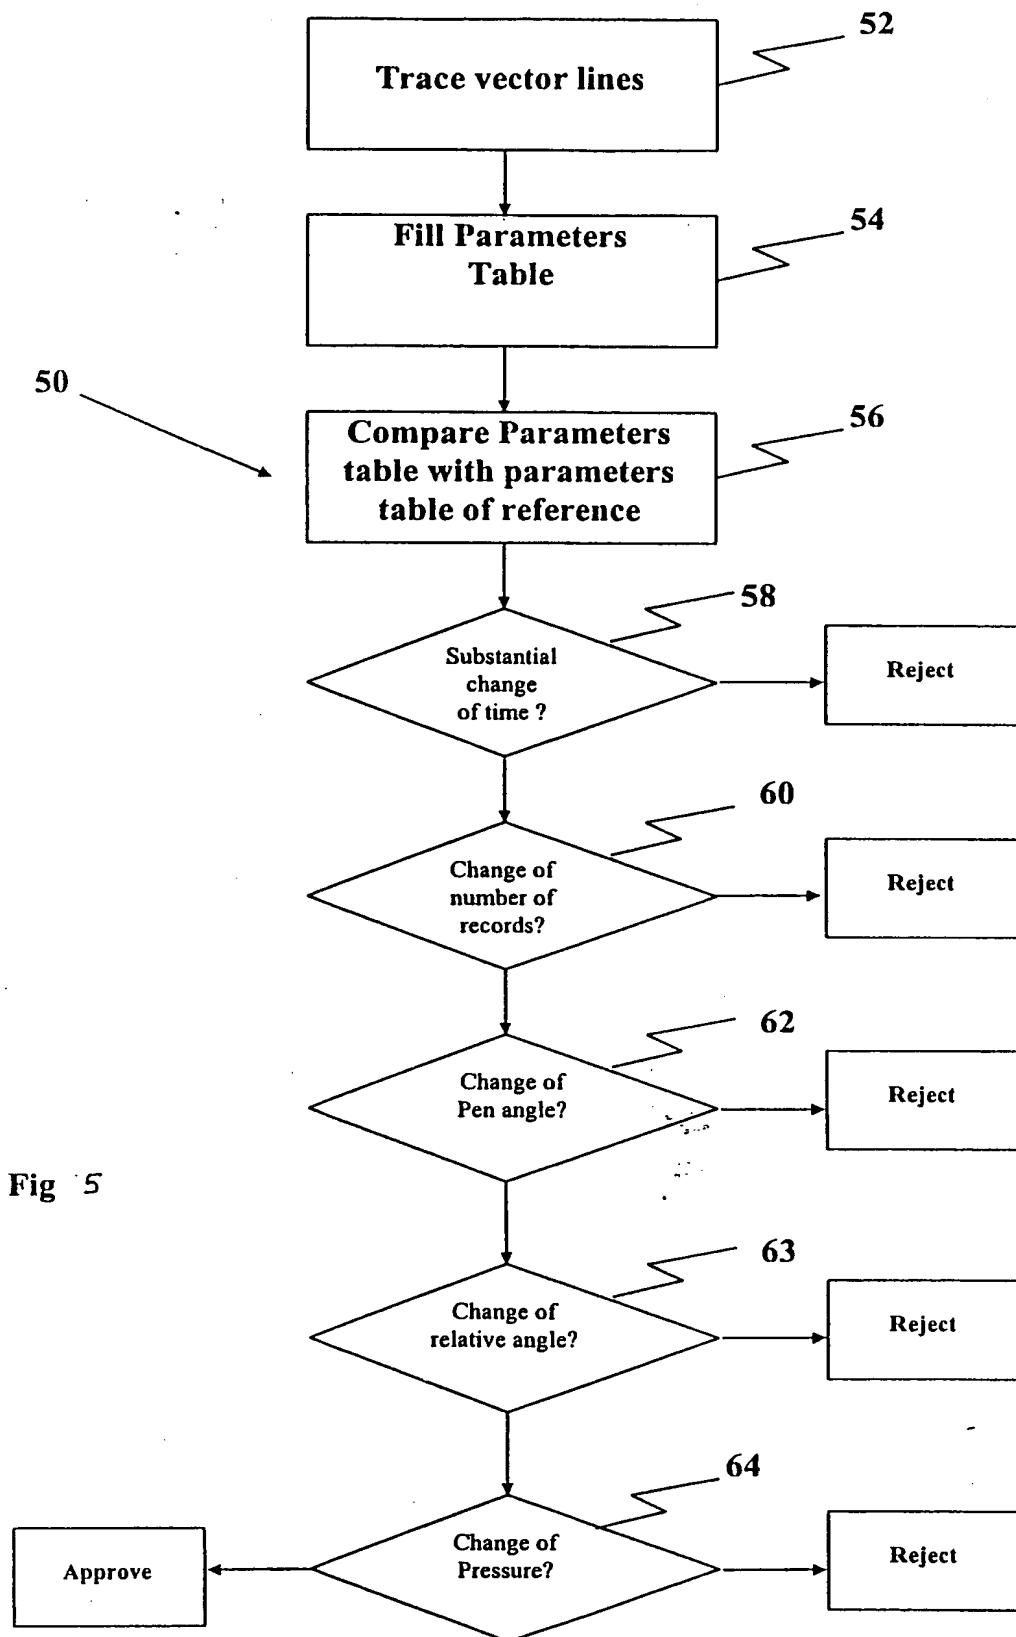 52
Trace vector lines
54
Fill Parameters
Table
50
56
Compare Parameters
table with parameters
table of reference
58
Substantial
change
of time ?
Reject
60
Change of
number of
records?
Reject
62
Change of
Pen angle?
Reject
Fig 5
63
Change of
relative angle?
Reject
64
Change of
Pressure?
Approve
Reject